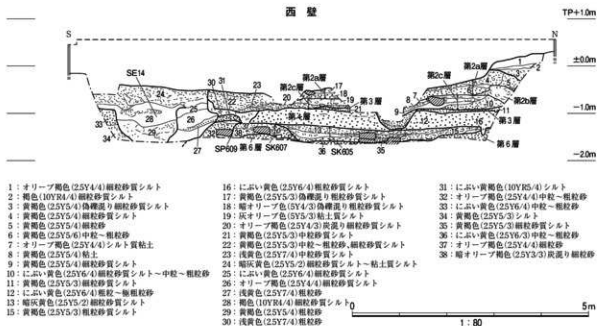 西 壁
TP+1.0m
S
N
±0.0m
-1.0m
-2.0m
SE14
第2a層
第2c層
第3層
第2a層
第2c層
第2b層
第3層
第6層
SP609
第6層
SK607
SK605
1：オリーブ褐色(2.5Y4/4)細粒砂質シルト
2：褐色(10YR4/4)細粒砂質シルト
3：黄褐色(2.5Y5/4)偽礫混り細粒砂質シルト
4：黄褐色(2.5Y5/4)細粒砂質シルト
5：黄褐色(2.5Y5/4)細粒砂
6：黄褐色(2.5Y5/6)中粒～粗粒砂
7：オリーブ褐色(2.5Y4/4)シルト質粘土
8：黄褐色(2.5Y5/4)粘土
9：黄褐色(2.5Y5/4)細粒砂質シルト
10：にぶい黄色(2.5Y6/4)細粒砂質シルト～中粒～粗粒砂
11：黄褐色(2.5Y5/3)細粒砂質シルト
12：にぶい黄色(2.5Y6/4)粗粒～極粗粒砂
13：暗灰黄色(2.5Y5/2)細粒砂質シルト
15：黄褐色(2.5Y5/3)粗粒砂質シルト
16：にぶい黄色(2.5Y6/4)粗粒砂質シルト
17：黄褐色(2.5Y5/3)偽礫混り粗粒砂質シルト
18：暗オリーブ色(5Y4/3)偽礫混り粗粒砂質シルト
19：灰オリーブ色(5Y5/3)粘土質シルト
20：オリーブ褐色(2.5Y4/3)炭混り細粒砂質シルト
21：黄褐色(2.5Y5/3)中粒砂質シルト
22：黄褐色(2.5Y5/3)中粒～粗粒砂、細粒砂質シルト
23：浅黄色(2.5Y7/4)中粒砂
24：暗灰黄色(2.5Y5/2)細粒砂質シルト～粘土質シルト
25：にぶい黄色(2.5Y6/4)細粒砂質シルト
26：オリーブ褐色(2.5Y4/4)細粒砂質シルト
27：浅黄色(2.5Y7/4)粗粒砂
28：褐色(10YR4/4)細粒砂質シルト
29：黄褐色(2.5Y5/4)粗粒砂
30：浅黄色(2.5Y7/4)粗粒砂
31：にぶい黄褐色(10YR5/4)シルト
32：オリーブ褐色(2.5Y4/4)中粒～粗粒砂
33：にぶい黄色(2.5Y6/4)中粒～粗粒砂
34：黄褐色(2.5Y5/3)シルト
35：黄褐色(2.5Y5/3)細粒砂質シルト
36：にぶい黄色(2.5Y6/3)中粒～粗粒砂
37：オリーブ褐色(2.5Y4/4)細粒砂
38：暗オリーブ褐色(2.5Y3/3)炭混り細粒砂
0
5m
1：80